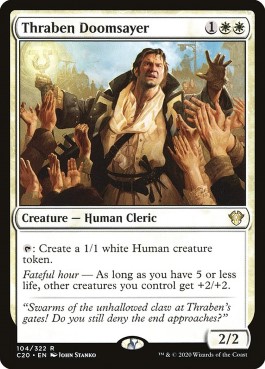 Thraben Doomsayer 1
Creature — Human Cleric
: Create a 1/1 white Human creature
token.
Fateful hour — As long as you have 5 or less
life, other creatures you control get +2/+2.
"Swarms of the unhallowed claw at Thraben's
gates! Do you still deny the end approaches?"
2/2
104/322 R
C20 • EN JOHN STANKO
™ & © 2020 Wizards of the Coast